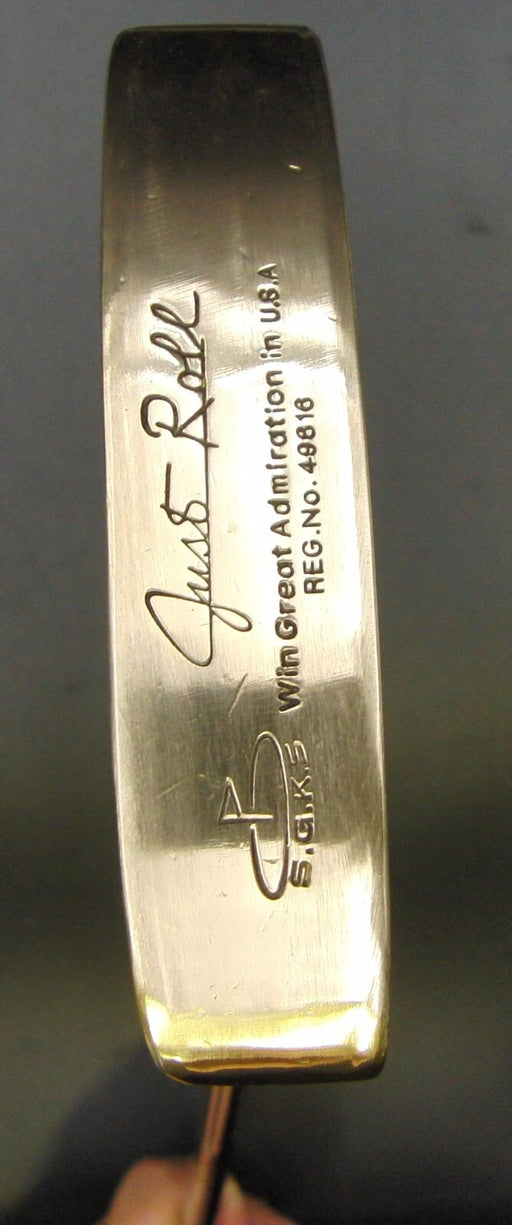 Just Roll
Win Great Admiration in U.S.A
REG.No. 49816
S.G.K.S